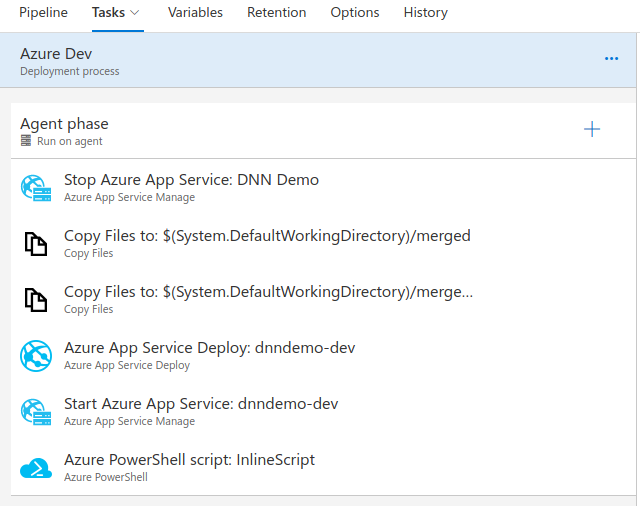 Pipeline Tasks Variables Retention Options History
Azure Dev
Deployment process
Agent phase
Run on agent
Stop Azure App Service: DNN Demo
Azure App Service Manage
Copy Files to: $(System.DefaultWorkingDirectory)/merged
Copy Files
Copy Files to: $(System.DefaultWorkingDirectory)/merge...
Copy Files
Azure App Service Deploy: dnndemo-dev
Azure App Service Deploy
Start Azure App Service: dnndemo-dev
Azure App Service Manage
Azure PowerShell script: InlineScript
Azure PowerShell